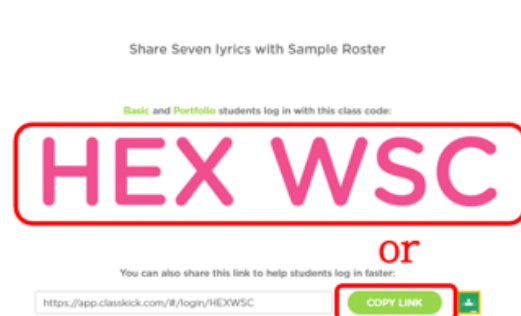 Share Seven lyrics with Sample Roster
Basic and Portfolio students log in with this class code:
HEX WSC
or
You can also share this link to help students log in faster:
https://app.classkick.com/#/login/HEXWSC COPY LINK